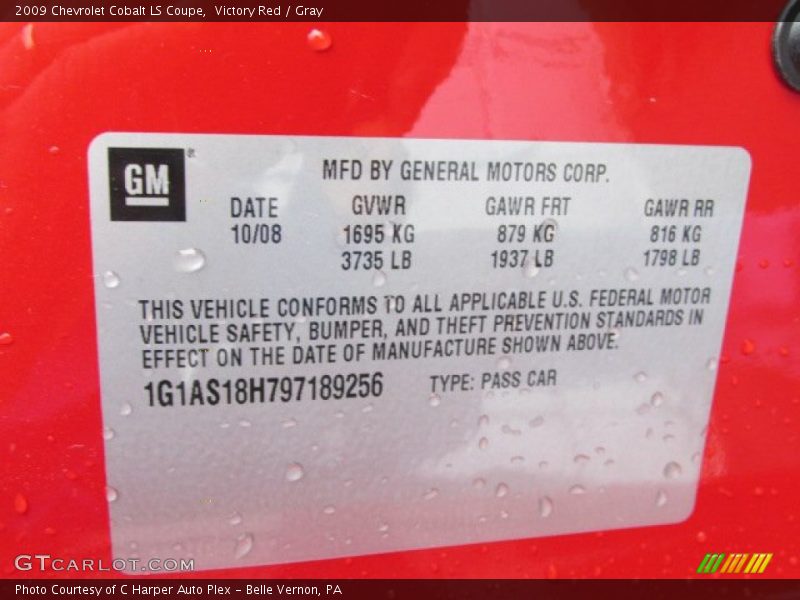 2009 Chevrolet Cobalt LS Coupe,  Victory Red / Gray
GM®
MFD BY GENERAL MOTORS CORP.
DATE GVWR GAWR FRT GAWR RR
10/08 1695 KG 879 KG 816 KG
3735 LB 1937 LB 1798 LB
THIS VEHICLE CONFORMS TO ALL APPLICABLE U.S. FEDERAL MOTOR
VEHICLE SAFETY, BUMPER, AND THEFT PREVENTION STANDARDS IN
EFFECT ON THE DATE OF MANUFACTURE SHOWN ABOVE.
1G1AS18H797189256 TYPE: PASS CAR
GTCARLOT.COM
Photo Courtesy of C Harper Auto Plex - Belle Vernon, PA